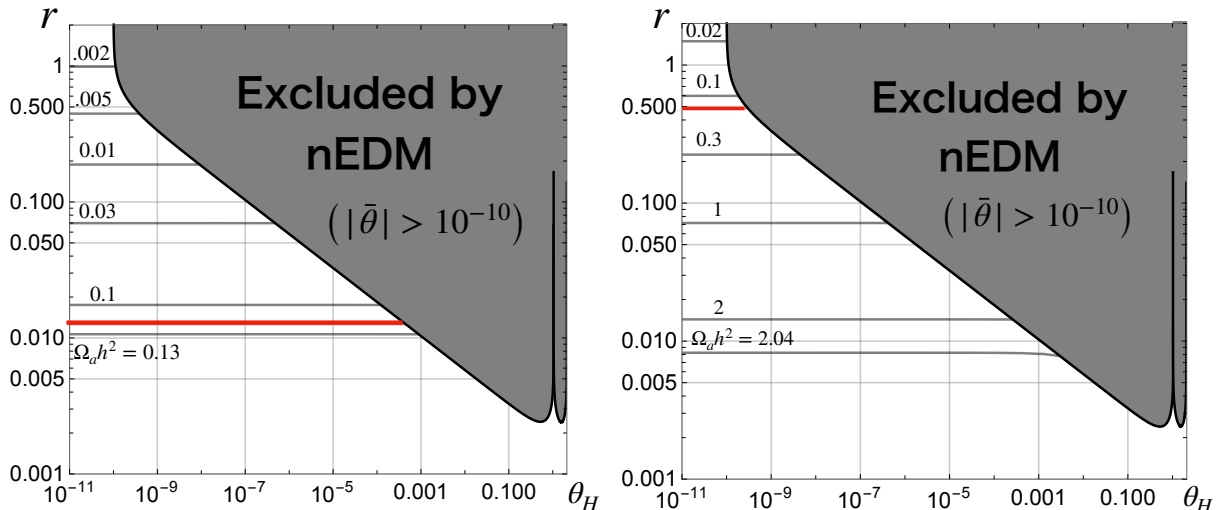 r
.002
1
0.500
.005
0.01
0.100
0.03
0.050
0.1
0.010
Ωₐh² = 0.13
0.005
0.001
10⁻¹¹ 10⁻⁹ 10⁻⁷ 10⁻⁵ 0.001 0.100 θ_H
Excluded by
nEDM
(|θ̄| > 10⁻¹⁰)
r
0.02
1
0.1
0.500
0.3
0.100
1
0.050
2
0.010
Ωₐh² = 2.04
0.005
0.001
10⁻¹¹ 10⁻⁹ 10⁻⁷ 10⁻⁵ 0.001 0.100 θ_H
Excluded by
nEDM
(|θ̄| > 10⁻¹⁰)